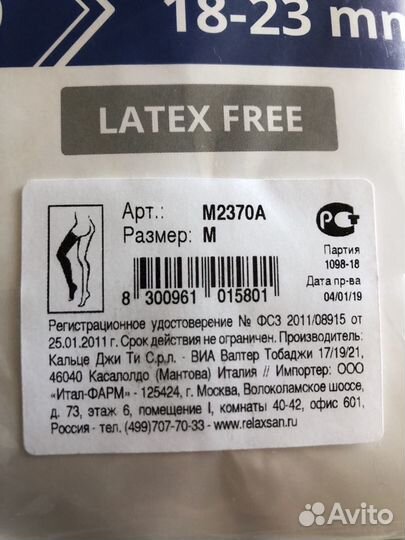 18-23 mm
LATEX FREE
Арт.: M2370A
Размер: M
РСТ
Партия
1098-18
Дата пр-ва
04/01/19
8 300961 015801
Регистрационное удостоверение № ФСЗ 2011/08915 от
25.01.2011 г. Срок действия не ограничен. Производитель:
Кальце Джи Ти С.р.л. - ВИА Валтер Тобаджи 17/19/21,
46040 Касалолдо (Мантова) Италия // Импортер: ООО
«Итал-ФАРМ» - 125424, г. Москва, Волоколамское шоссе,
д. 73, этаж 6, помещение I, комнаты 40-42, офис 601,
Россия - тел. (499)707-70-33 - www.relaxsan.ru
Avito